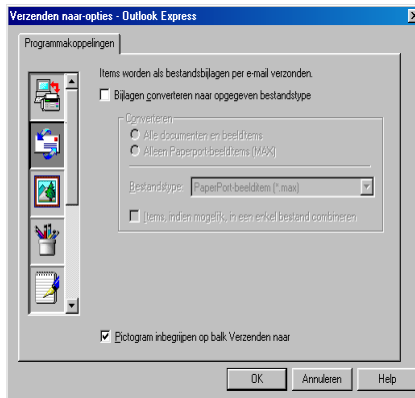 Verzenden naar-opties - Outlook Express
Programmakoppelingen
Items worden als bestandsbijlagen per e-mail verzonden.
Bijlagen converteren naar opgegeven bestandstype
Converteren
Alle documenten en beelditems
Alleen Paperport-beelditems (MAX)
Bestandstype: PaperPort-beelditem (*.max)
Items, indien mogelijk, in een enkel bestand combineren
Pictogram inbegrijpen op balk Verzenden naar
OK Annuleren Help